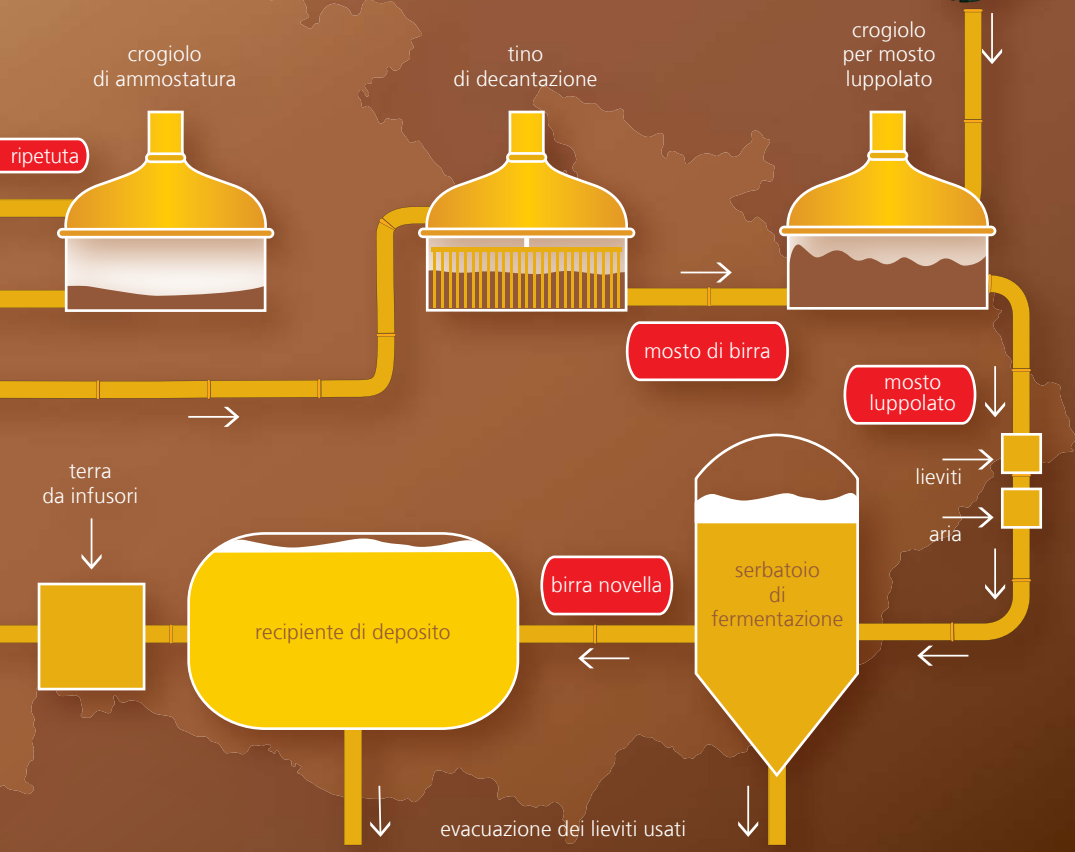 crogiolo
di ammostatura
tino
di decantazione
crogiolo
per mosto
luppolato
ripetuta
mosto di birra
mosto
luppolato
lieviti
aria
terra
da infusori
recipiente di deposito
birra novella
serbatoio
di
fermentazione
evacuazione dei lieviti usati